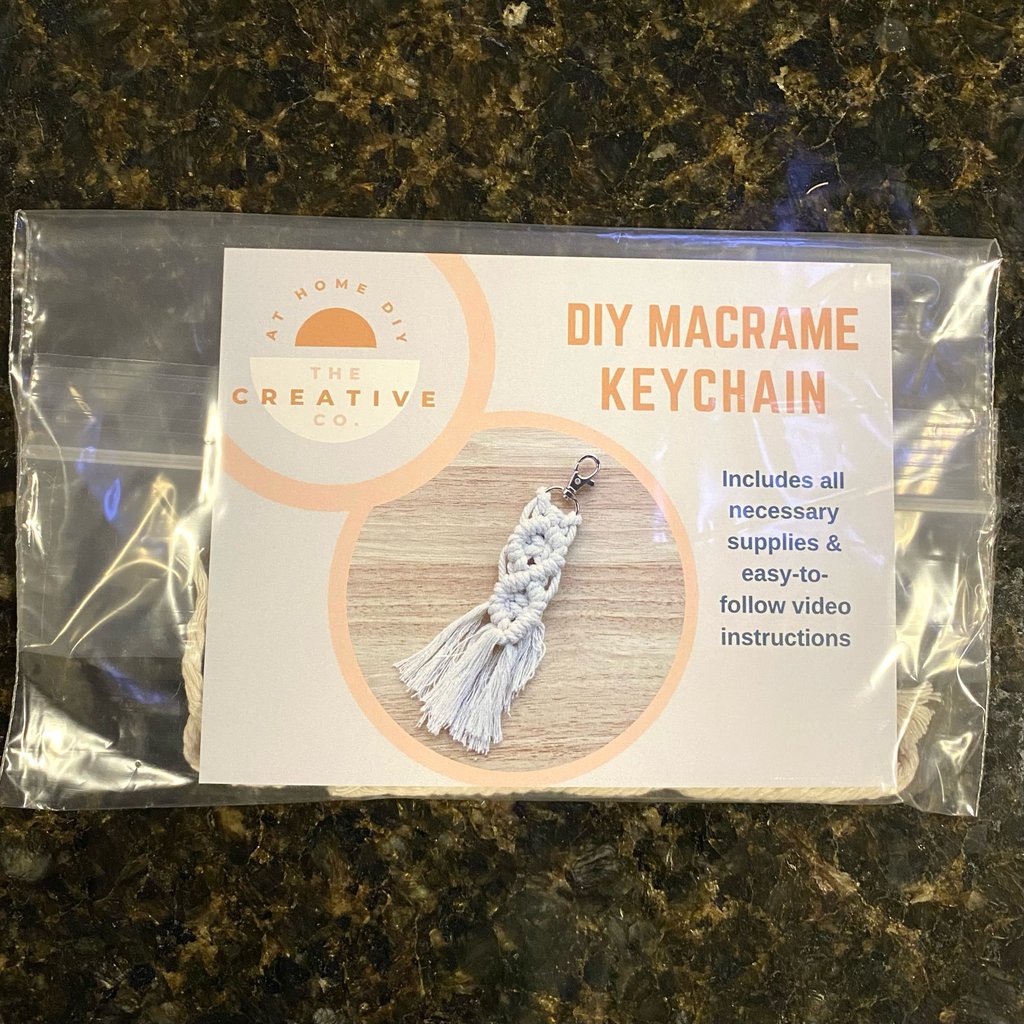 AT HOME DIY
THE
CREATIVE
CO.
DIY MACRAME
KEYCHAIN
Includes all
necessary
supplies &
easy-to-
follow video
instructions